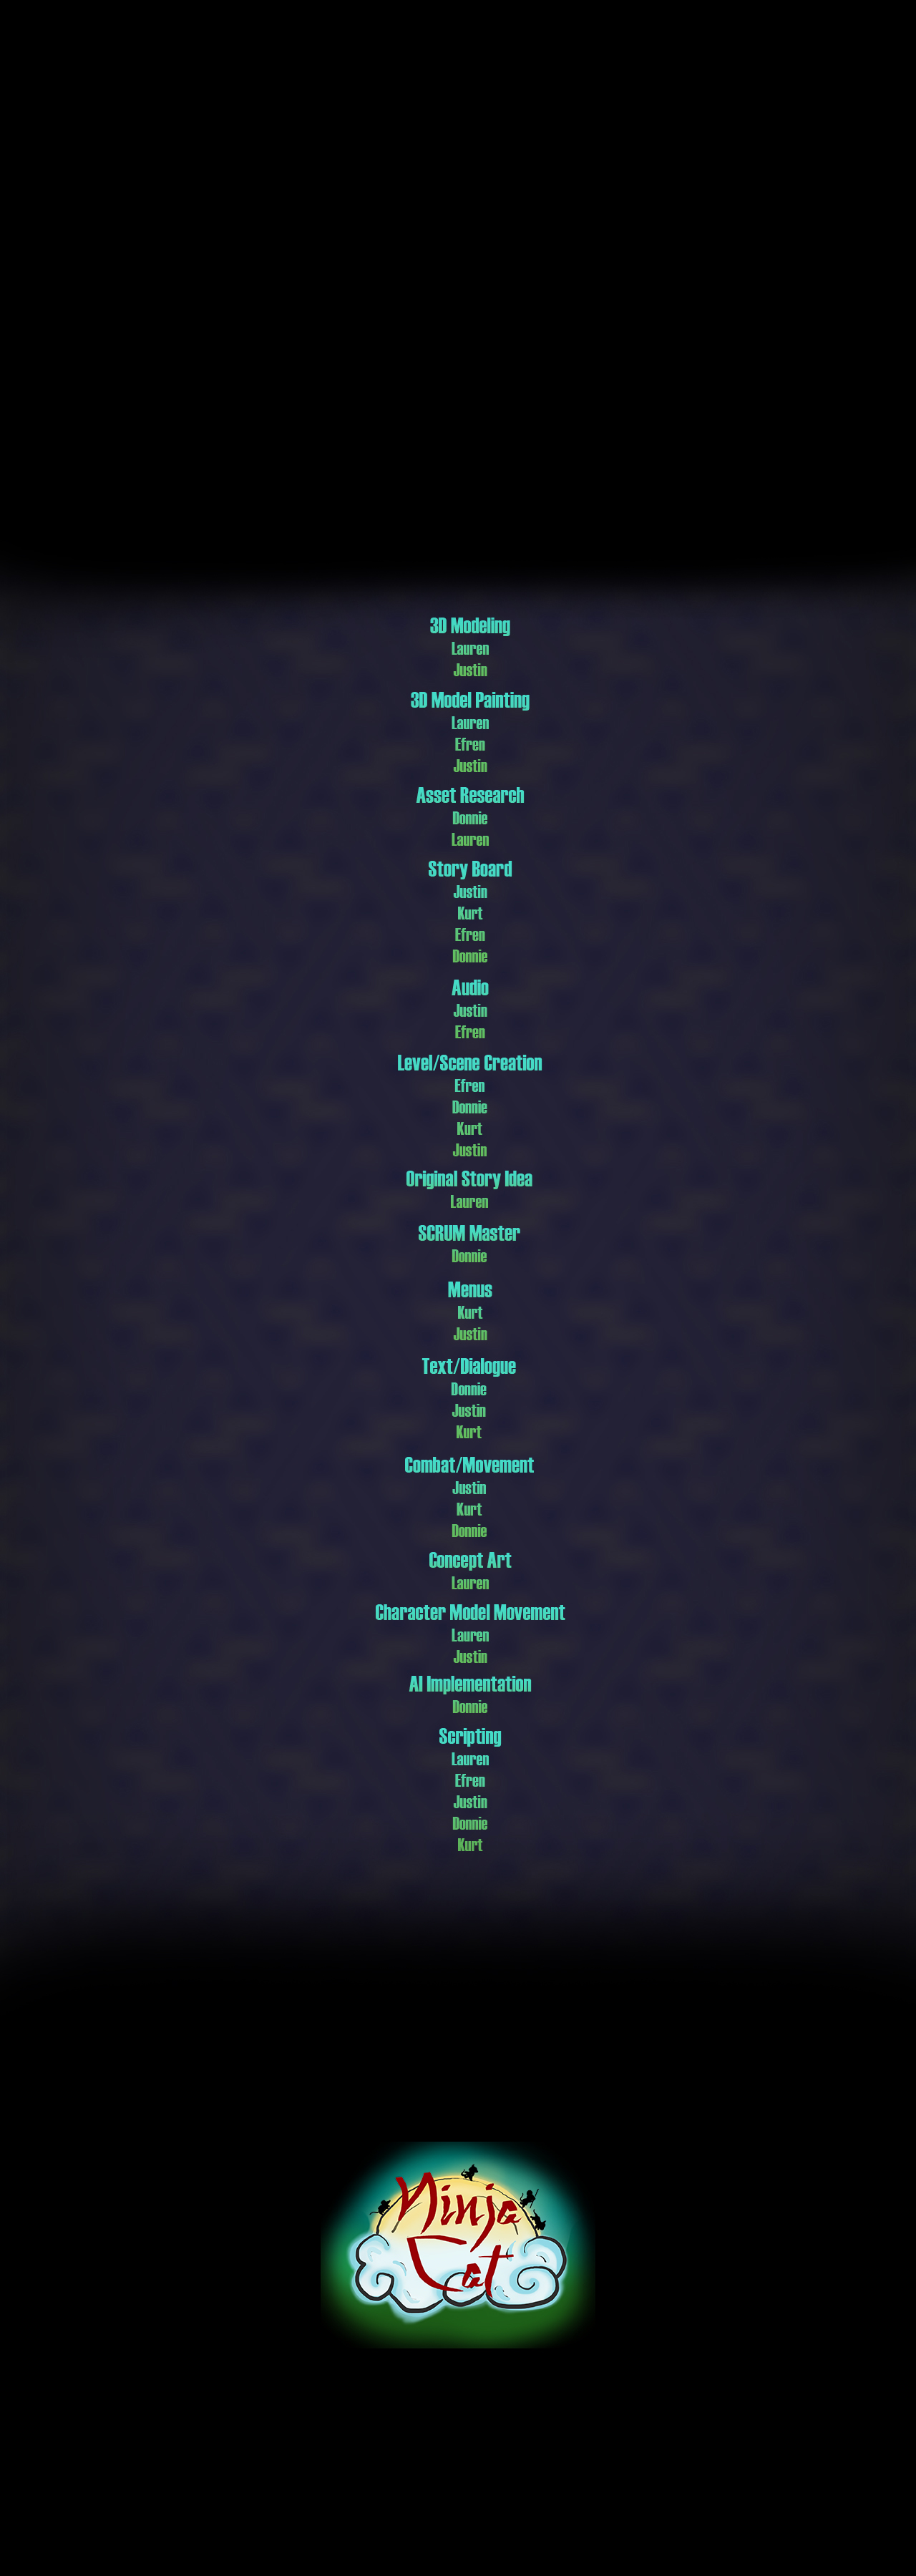 3D Modeling
Lauren
Justin
3D Model Painting
Lauren
Efren
Justin
Asset Research
Donnie
Lauren
Story Board
Justin
Kurt
Efren
Donnie
Audio
Justin
Efren
Level/Scene Creation
Efren
Donnie
Kurt
Justin
Original Story Idea
Lauren
SCRUM Master
Donnie
Menus
Kurt
Justin
Text/Dialogue
Donnie
Justin
Kurt
Combat/Movement
Justin
Kurt
Donnie
Concept Art
Lauren
Character Model Movement
Lauren
Justin
AI Implementation
Donnie
Scripting
Lauren
Efren
Justin
Donnie
Kurt
Ninja
Cat